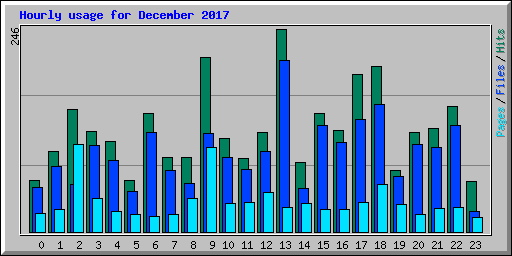 Hourly usage for December 2017
246
Pages / Files / Hits
0 1 2 3 4 5 6 7 8 9 10 11 12 13 14 15 16 17 18 19 20 21 22 23